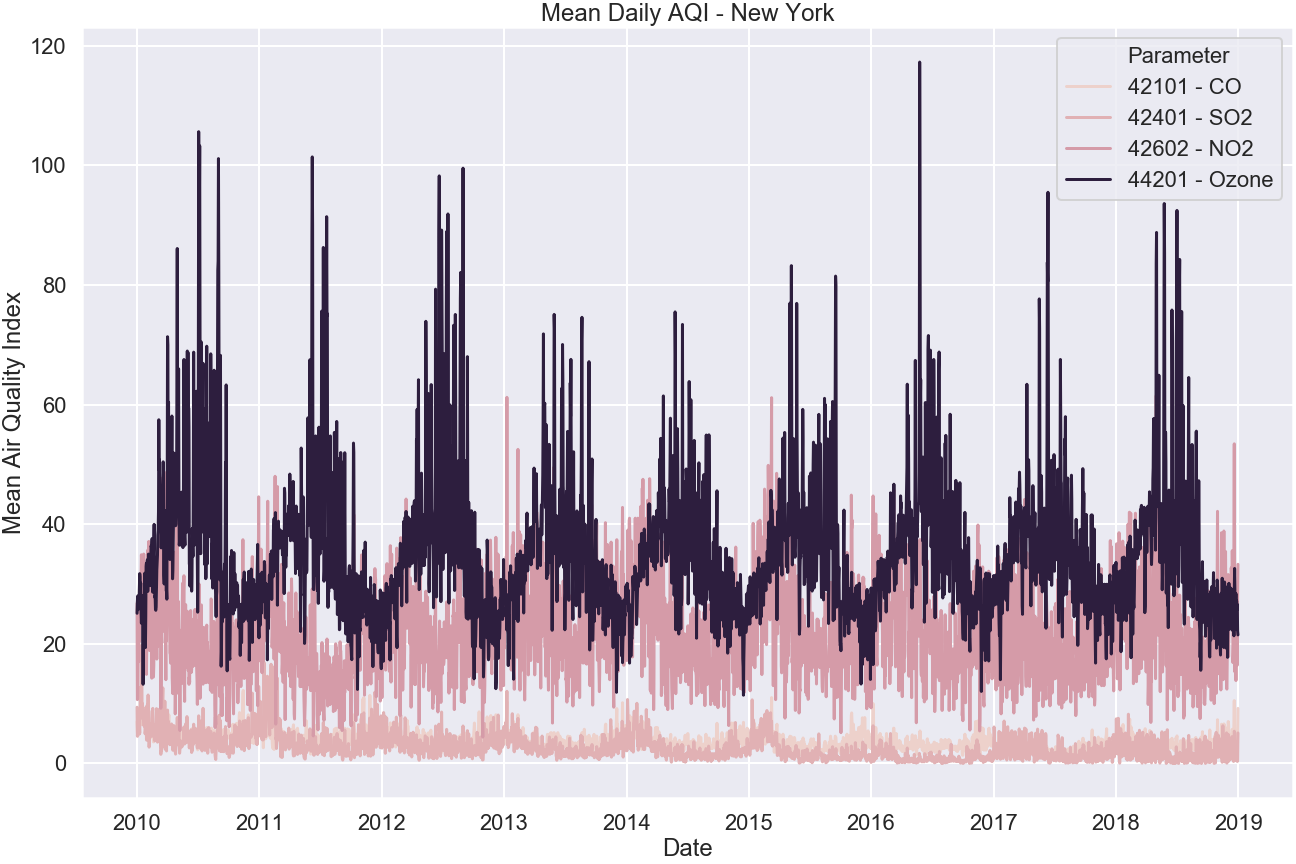 Mean Daily AQI - New York
Parameter
42101 - CO
42401 - SO2
42602 - NO2
44201 - Ozone
Mean Air Quality Index
120
100
80
60
40
20
0
2010 2011 2012 2013 2014 2015 2016 2017 2018 2019
Date